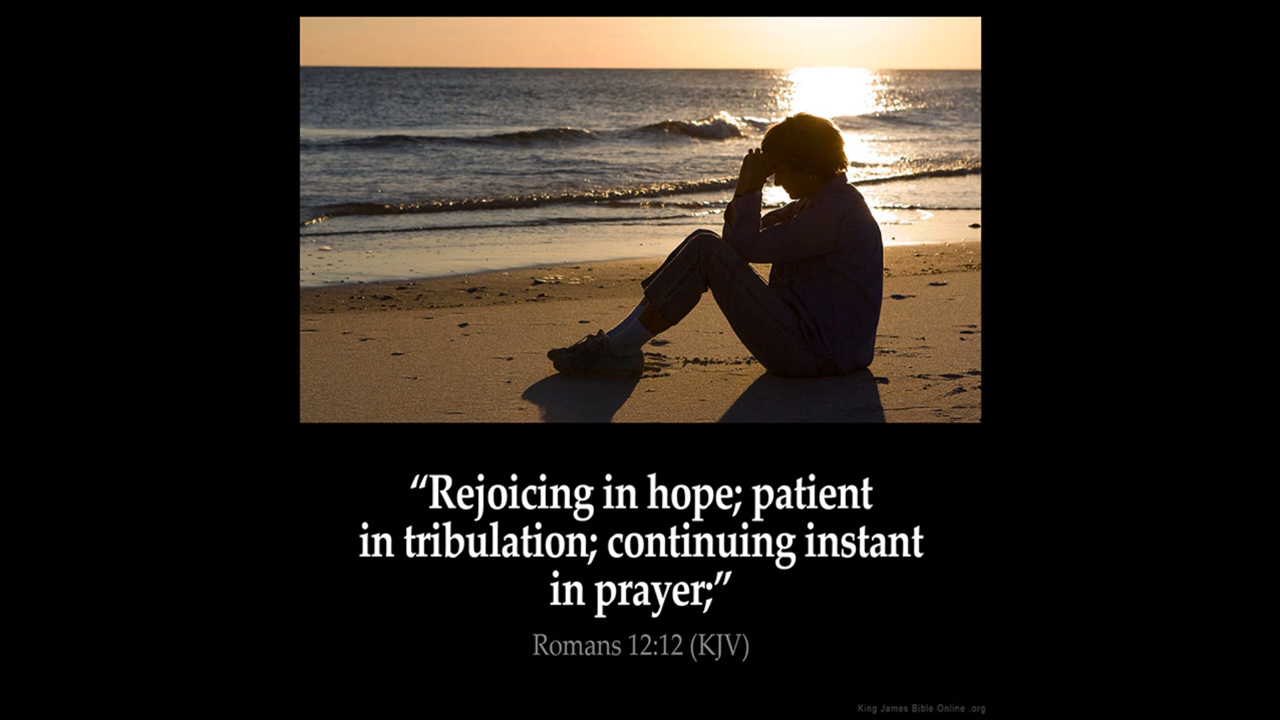 “Rejoicing in hope; patient
in tribulation; continuing instant
in prayer;”
Romans 12:12 (KJV)
King James Bible Online .org